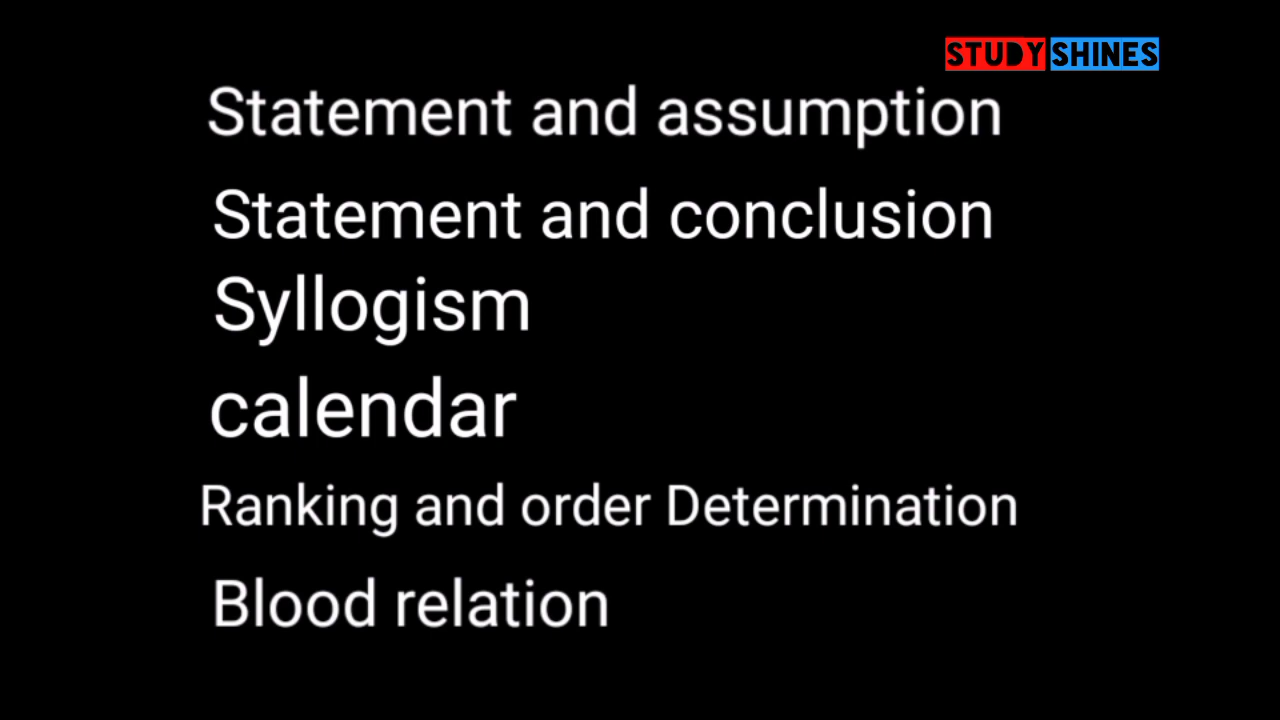 STUDY SHINES
Statement and assumption
Statement and conclusion
Syllogism
calendar
Ranking and order Determination
Blood relation